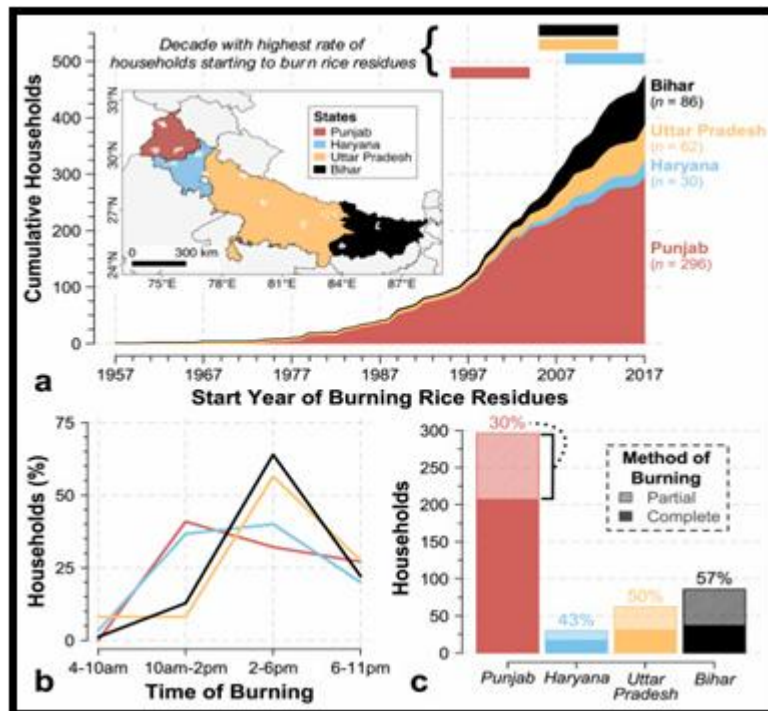 Decade with highest rate of
households starting to burn rice residues
{
500
400
300
200
100
0
Cumulative Households
33°N
30°N
27°N
24°N
States
Punjab
Haryana
Uttar Pradesh
Bihar
0 300 km
75°E 78°E 81°E 84°E 87°E
Bihar
(n = 86)
Uttar Pradesh
(n = 62)
Haryana
(n = 30)
Punjab
(n = 296)
1957 1967 1977 1987 1997 2007 2017
a
Start Year of Burning Rice Residues
75
50
25
0
Households (%)
4-10am 10am-2pm 2-6pm 6-11pm
b
Time of Burning
300
250
200
150
100
50
0
Households
30%
Method of
Burning
Partial
Complete
43%
50%
57%
Punjab Haryana Uttar Bihar
Pradesh
c